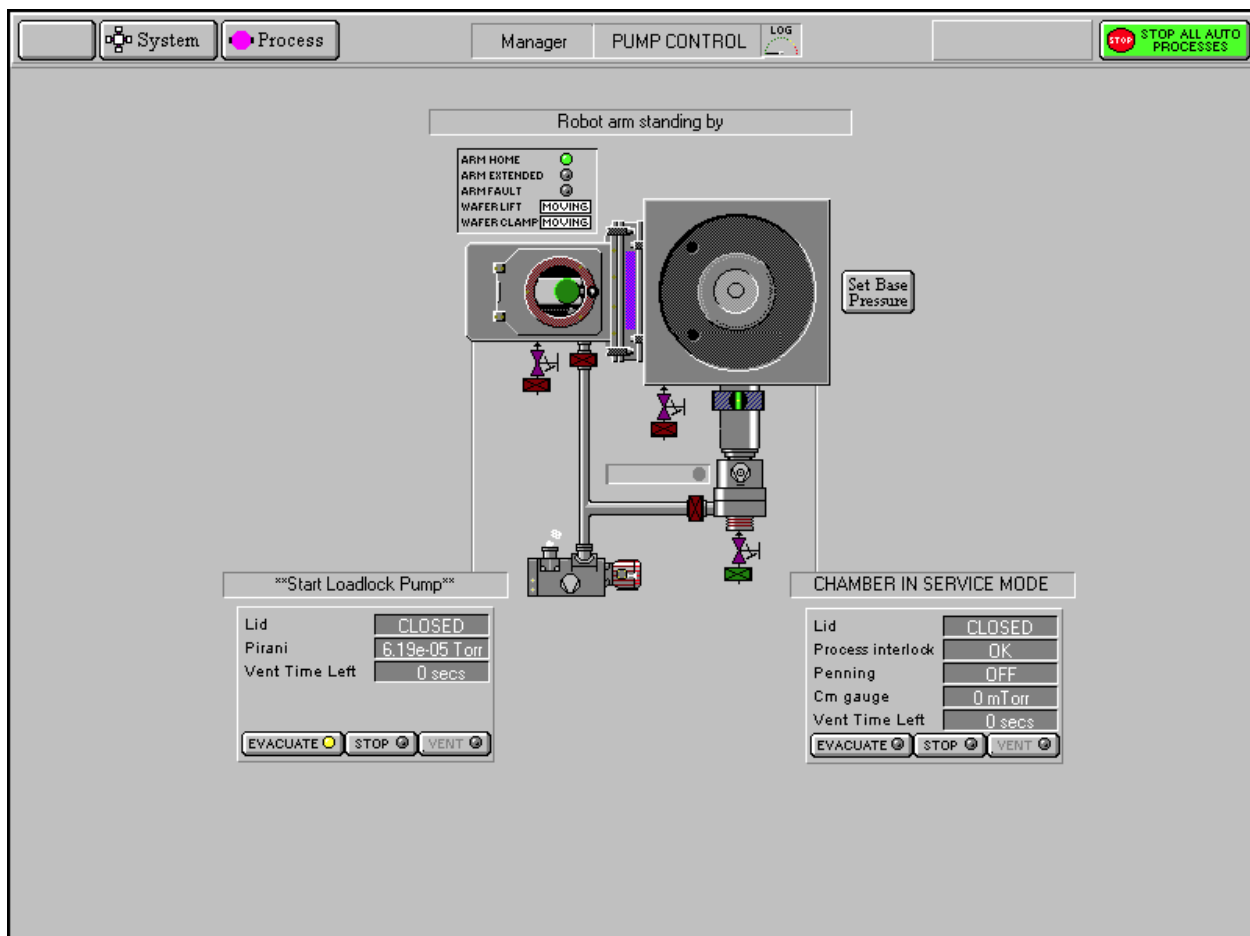 System
Process
Manager
PUMP CONTROL
LOG
STOP
STOP ALL AUTO
PROCESSES
Robot arm standing by
ARM HOME
ARM EXTENDED
ARM FAULT
WAFER LIFT MOVING
WAFER CLAMP MOVING
Set Base
Pressure
**Start Loadlock Pump**
Lid CLOSED
Pirani 6.19e-05 Torr
Vent Time Left 0 secs
EVACUATE STOP VENT
CHAMBER IN SERVICE MODE
Lid CLOSED
Process interlock OK
Penning OFF
Cm gauge 0 mTorr
Vent Time Left 0 secs
EVACUATE STOP VENT